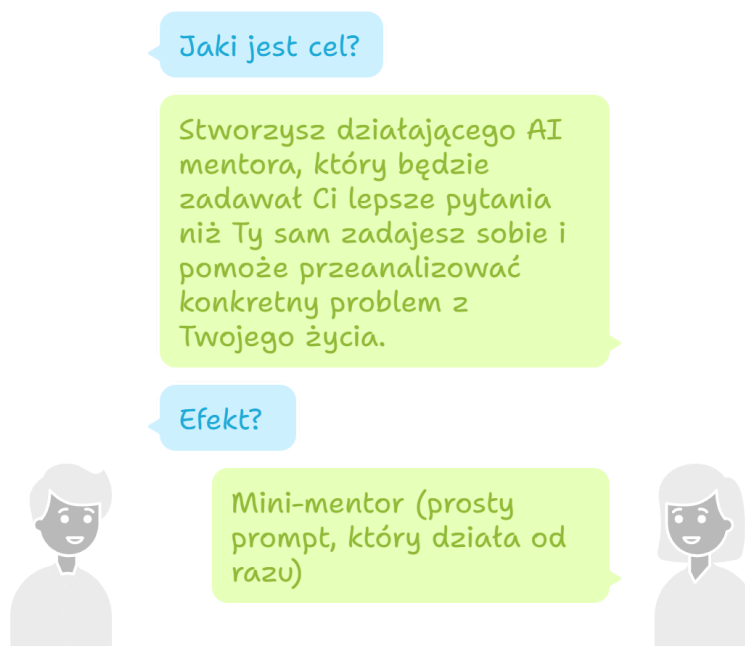 Jaki jest cel?
Stworzysz działającego AI
mentora, który będzie
zadawał Ci lepsze pytania
niż Ty sam zadajesz sobie i
pomoże przeanalizować
konkretny problem z
Twojego życia.
Efekt?
Mini-mentor (prosty
prompt, który działa od
razu)